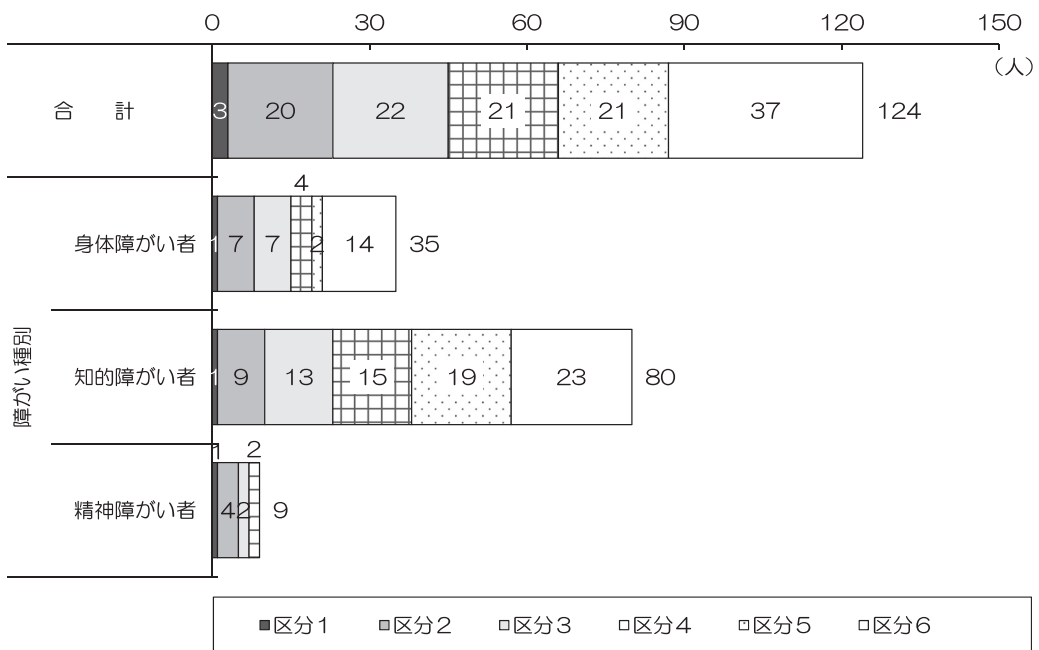 0 30 60 90 120 150
（人）
合　計 3 20 22 21 21 37 124
4
身体障がい者 1 7 7 2 14 35
障がい種別
知的障がい者 1 9 13 15 19 23 80
1 2
精神障がい者 4 2 9
区分1 区分2 区分3 区分4 区分5 区分6